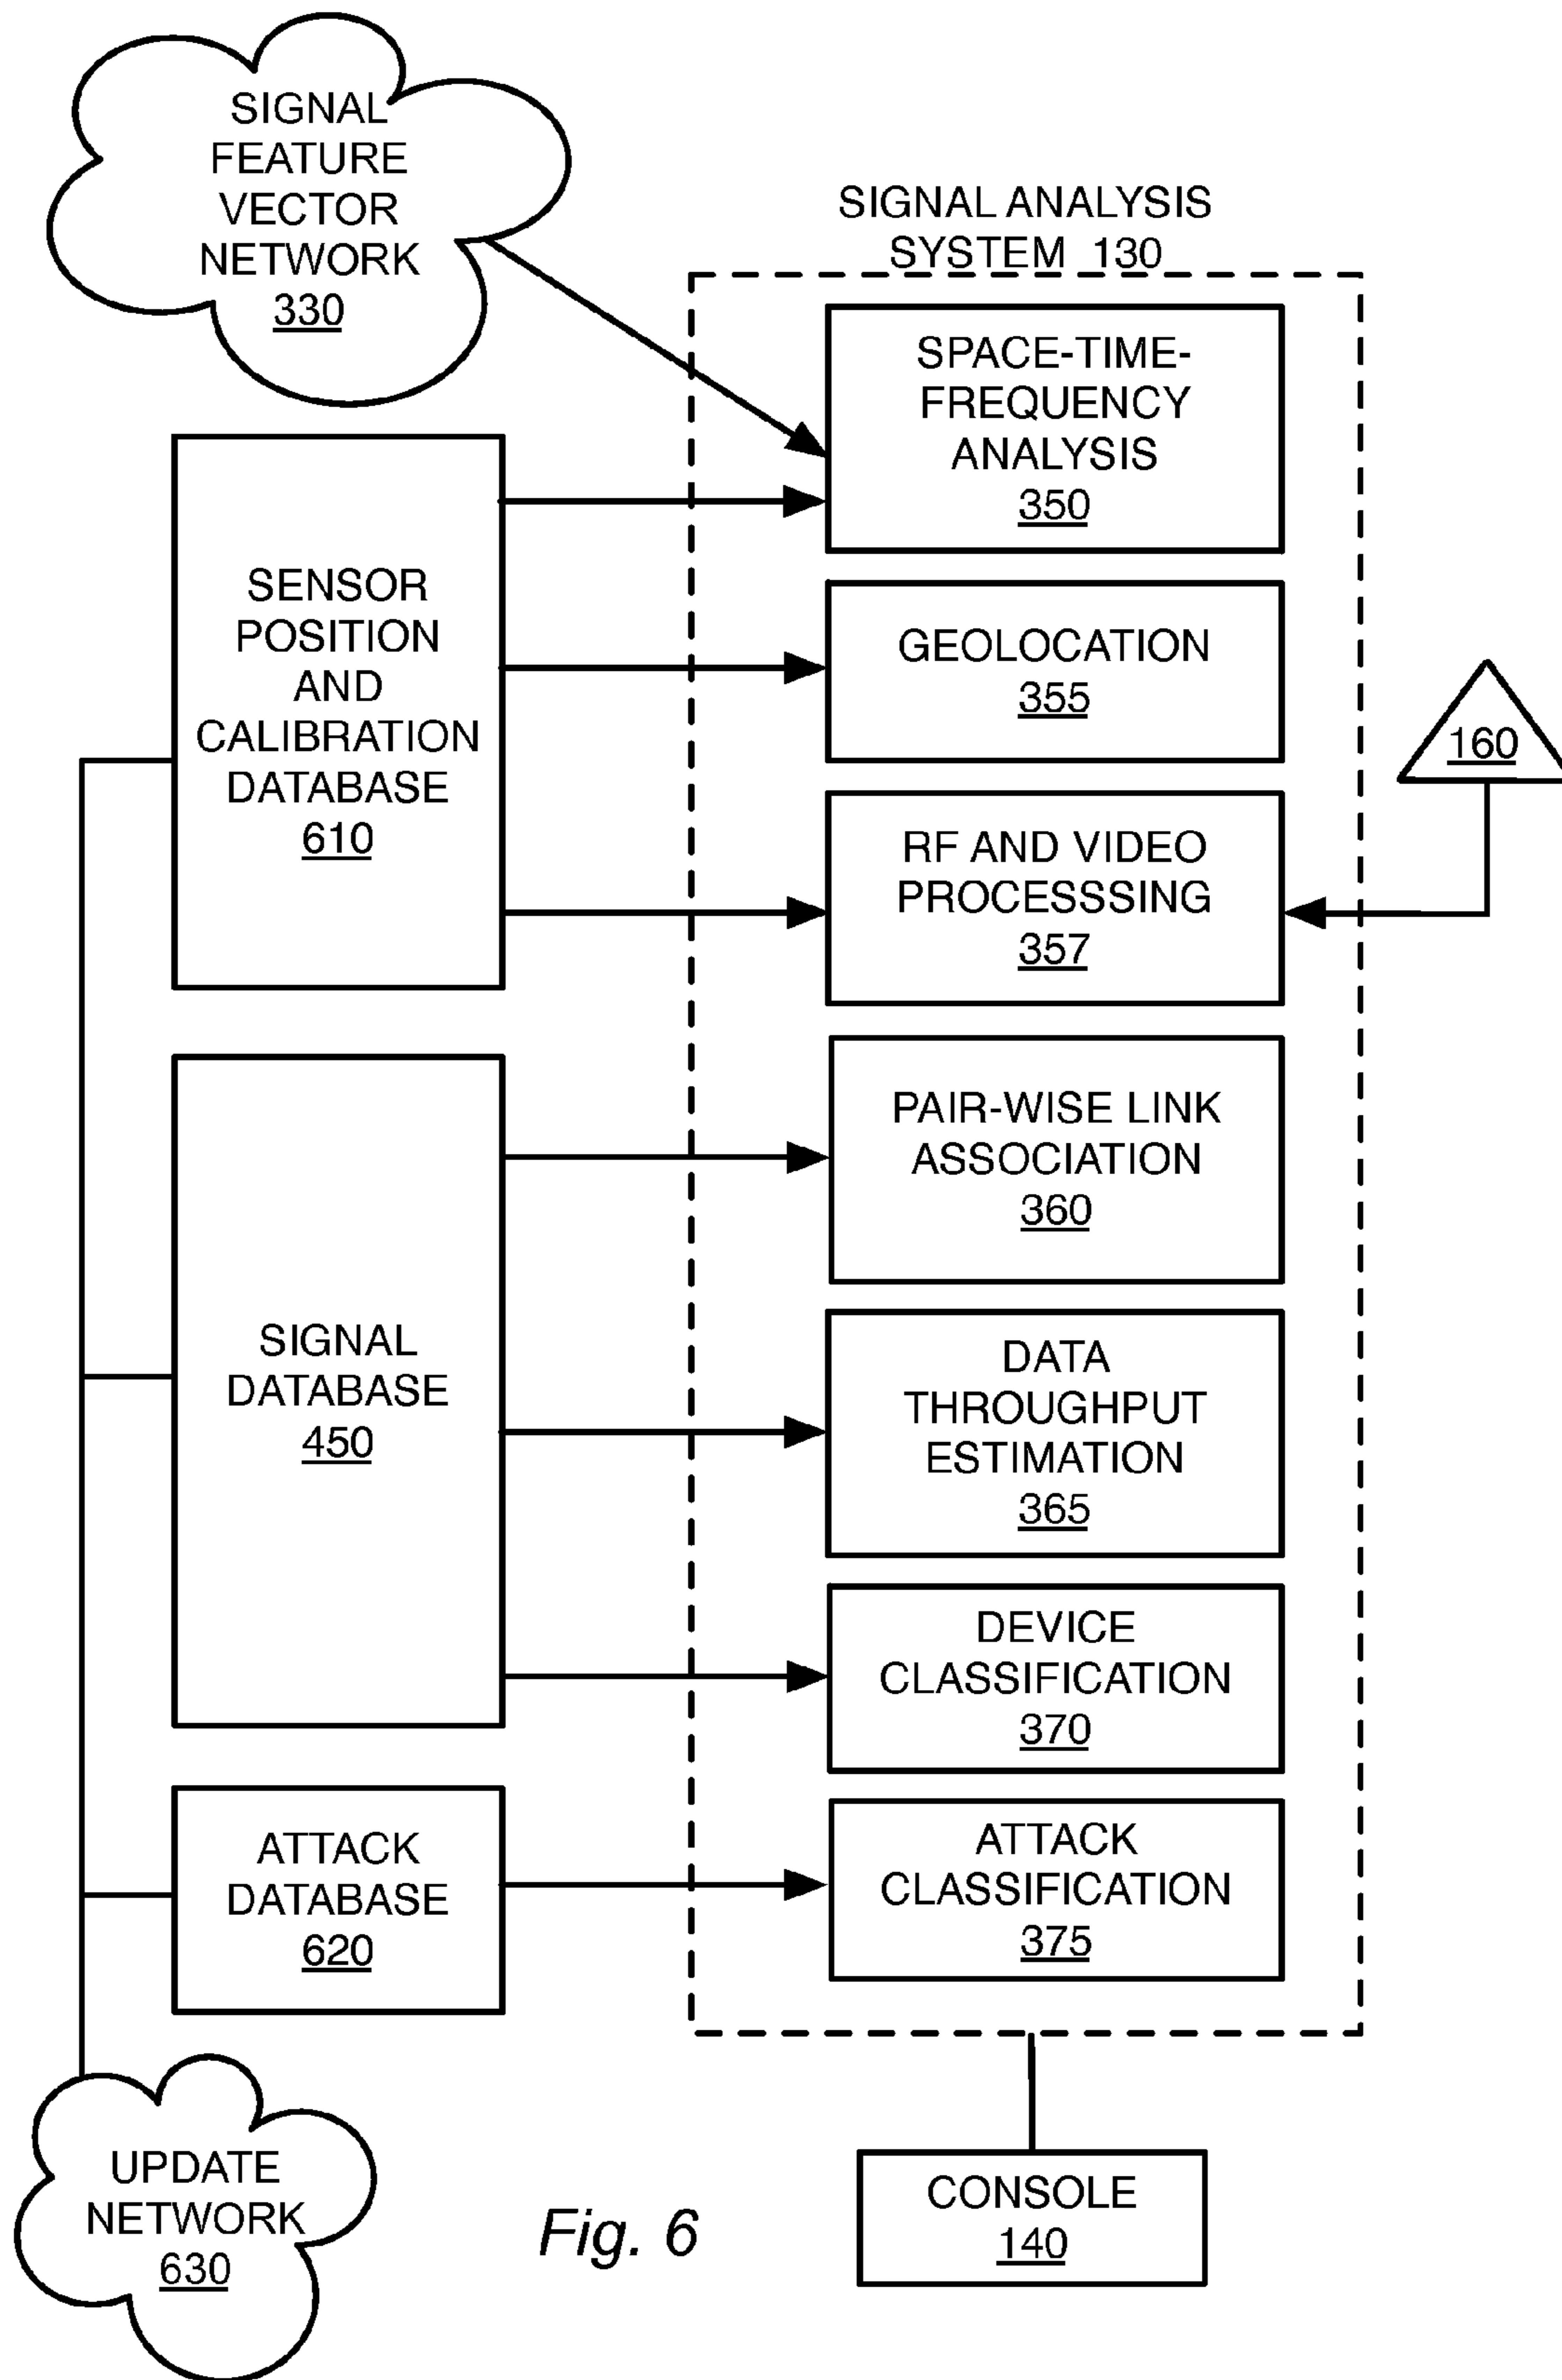 SIGNAL
FEATURE
VECTOR
NETWORK
330
SIGNAL ANALYSIS
SYSTEM 130
SPACE-TIME-
FREQUENCY
ANALYSIS
350
SENSOR
POSITION
AND
CALIBRATION
DATABASE
610
GEOLOCATION
355
160
RF AND VIDEO
PROCESSSING
357
PAIR-WISE LINK
ASSOCIATION
360
SIGNAL
DATABASE
450
DATA
THROUGHPUT
ESTIMATION
365
DEVICE
CLASSIFICATION
370
ATTACK
DATABASE
620
ATTACK
CLASSIFICATION
375
UPDATE
NETWORK
630
Fig. 6
CONSOLE
140